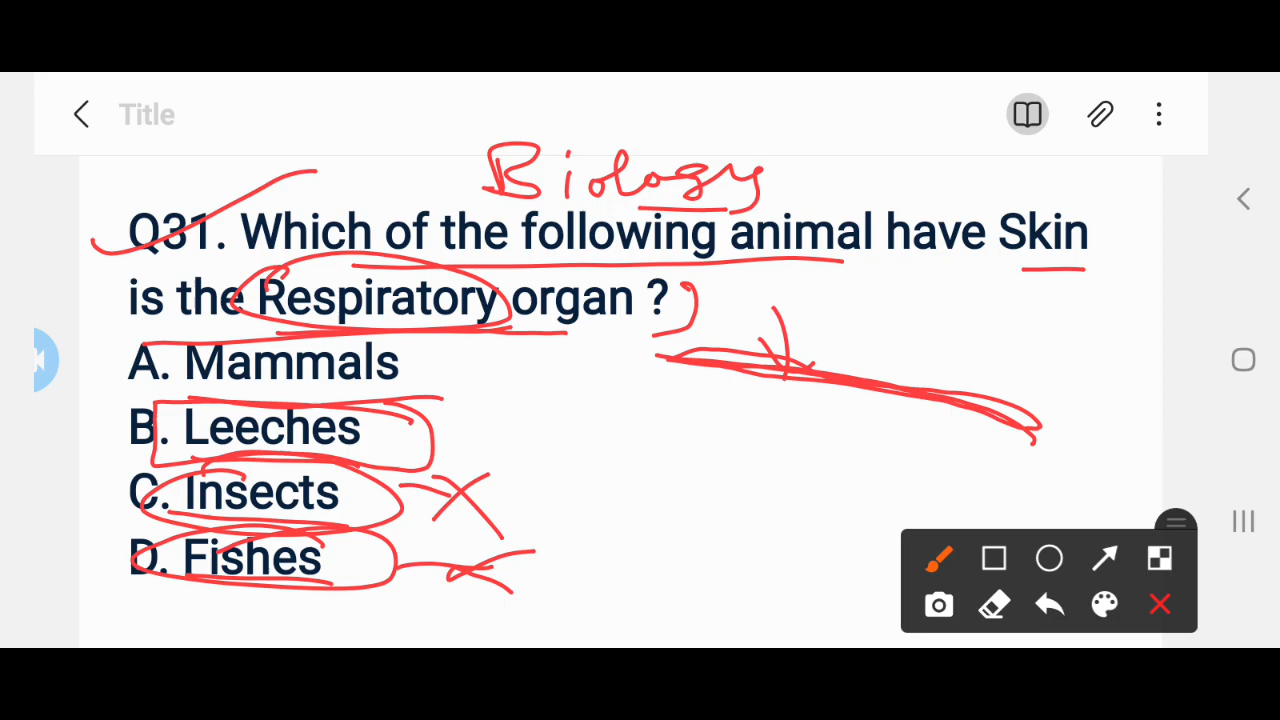 Title
Biology
Q31. Which of the following animal have Skin
is the Respiratory organ ?
A. Mammals
B. Leeches
C. Insects
D. Fishes